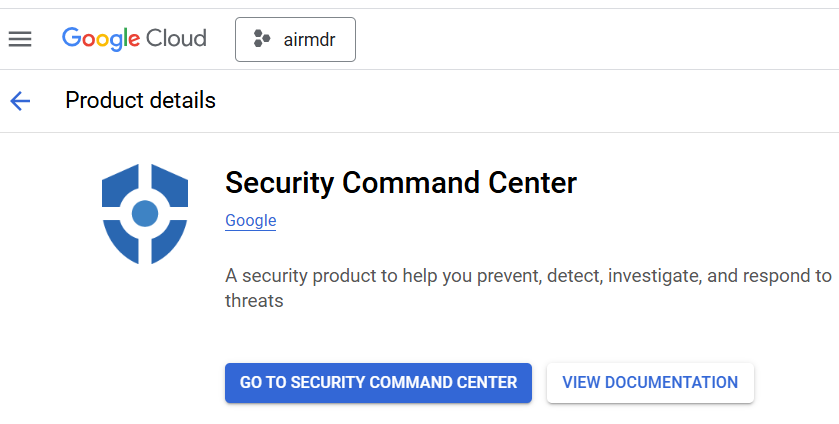 Google Cloud
airmdr
Product details
Security Command Center
Google
A security product to help you prevent, detect, investigate, and respond to
threats
GO TO SECURITY COMMAND CENTER
VIEW DOCUMENTATION